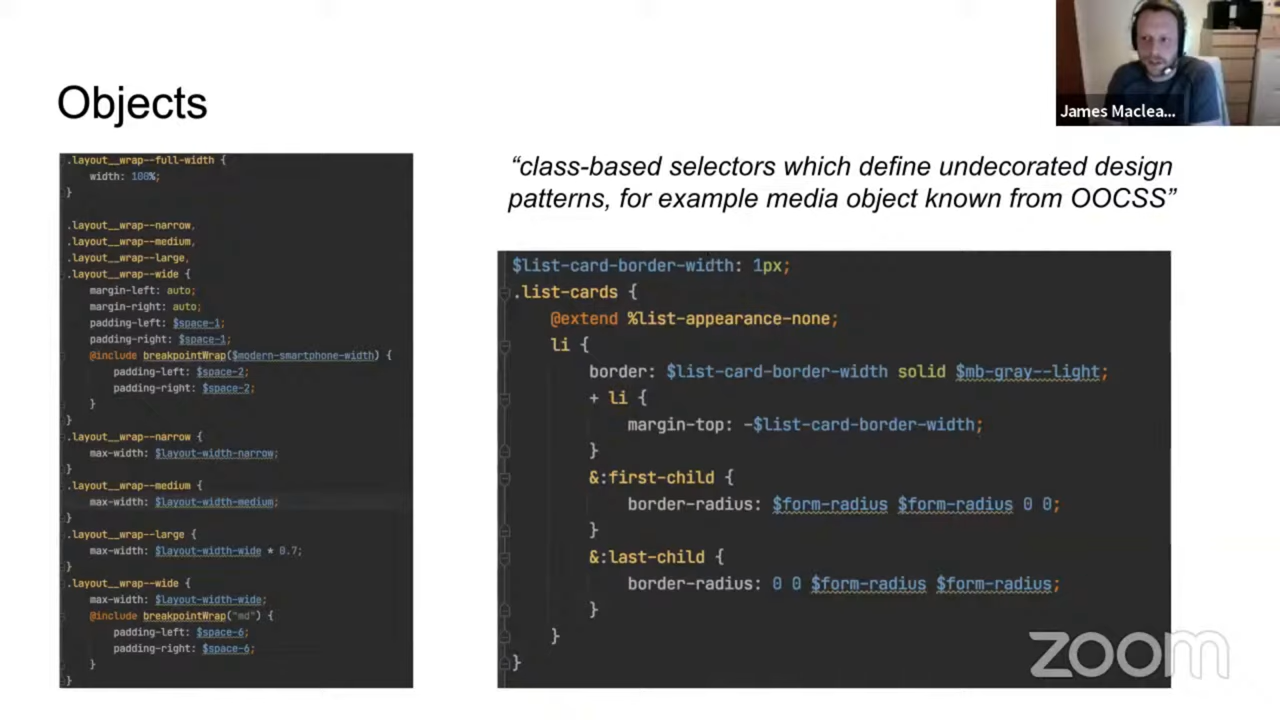 James Maclea...
Objects
.layout__wrap--full-width {
width: 100%;
}
.layout__wrap--narrow,
.layout__wrap--medium,
.layout__wrap--large,
.layout__wrap--wide {
margin-left: auto;
margin-right: auto;
padding-left: $space-1;
padding-right: $space-1;
@include breakpointWrap($modern-smartphone-width) {
padding-left: $space-2;
padding-right: $space-2;
}
}
.layout__wrap--narrow {
max-width: $layout-width-narrow;
}
.layout__wrap--medium {
max-width: $layout-width-medium;
}
.layout__wrap--large {
max-width: $layout-width-wide * 0.7;
}
.layout__wrap--wide {
max-width: $layout-width-wide;
@include breakpointWrap("md") {
padding-left: $space-6;
padding-right: $space-6;
}
}
“class-based selectors which define undecorated design
patterns, for example media object known from OOCSS”
$list-card-border-width: 1px;
.list-cards {
@extend %list-appearance-none;
li {
border: $list-card-border-width solid $mb-gray--light;
+ li {
margin-top: -$list-card-border-width;
}
&:first-child {
border-radius: $form-radius $form-radius 0 0;
}
&:last-child {
border-radius: 0 0 $form-radius $form-radius;
}
}
}
zoom